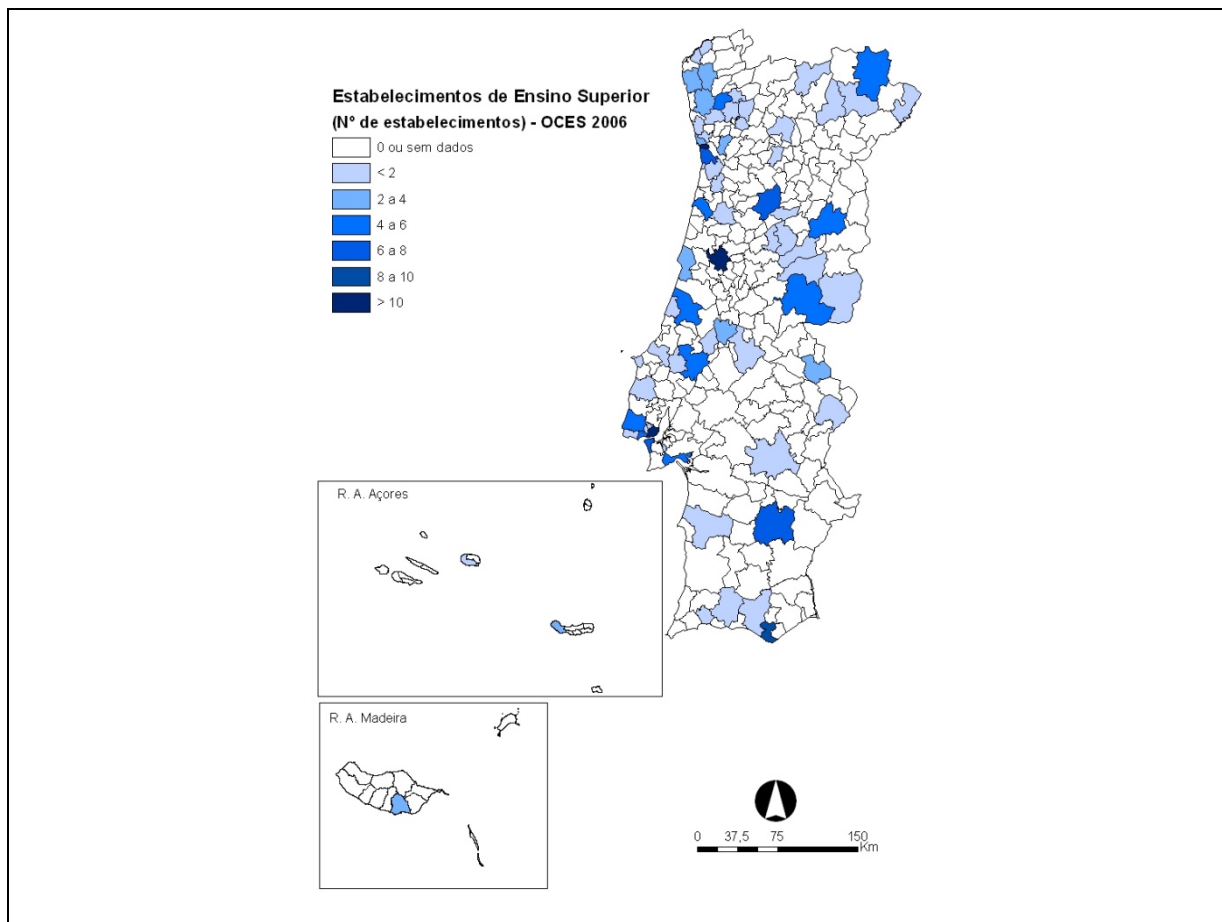 Estabelecimentos de Ensino Superior
(Nº de estabelecimentos) - OCES 2006
0 ou sem dados
< 2
2 a 4
4 a 6
6 a 8
8 a 10
> 10
R. A. Açores
R. A. Madeira
0 37,5 75 150
Km